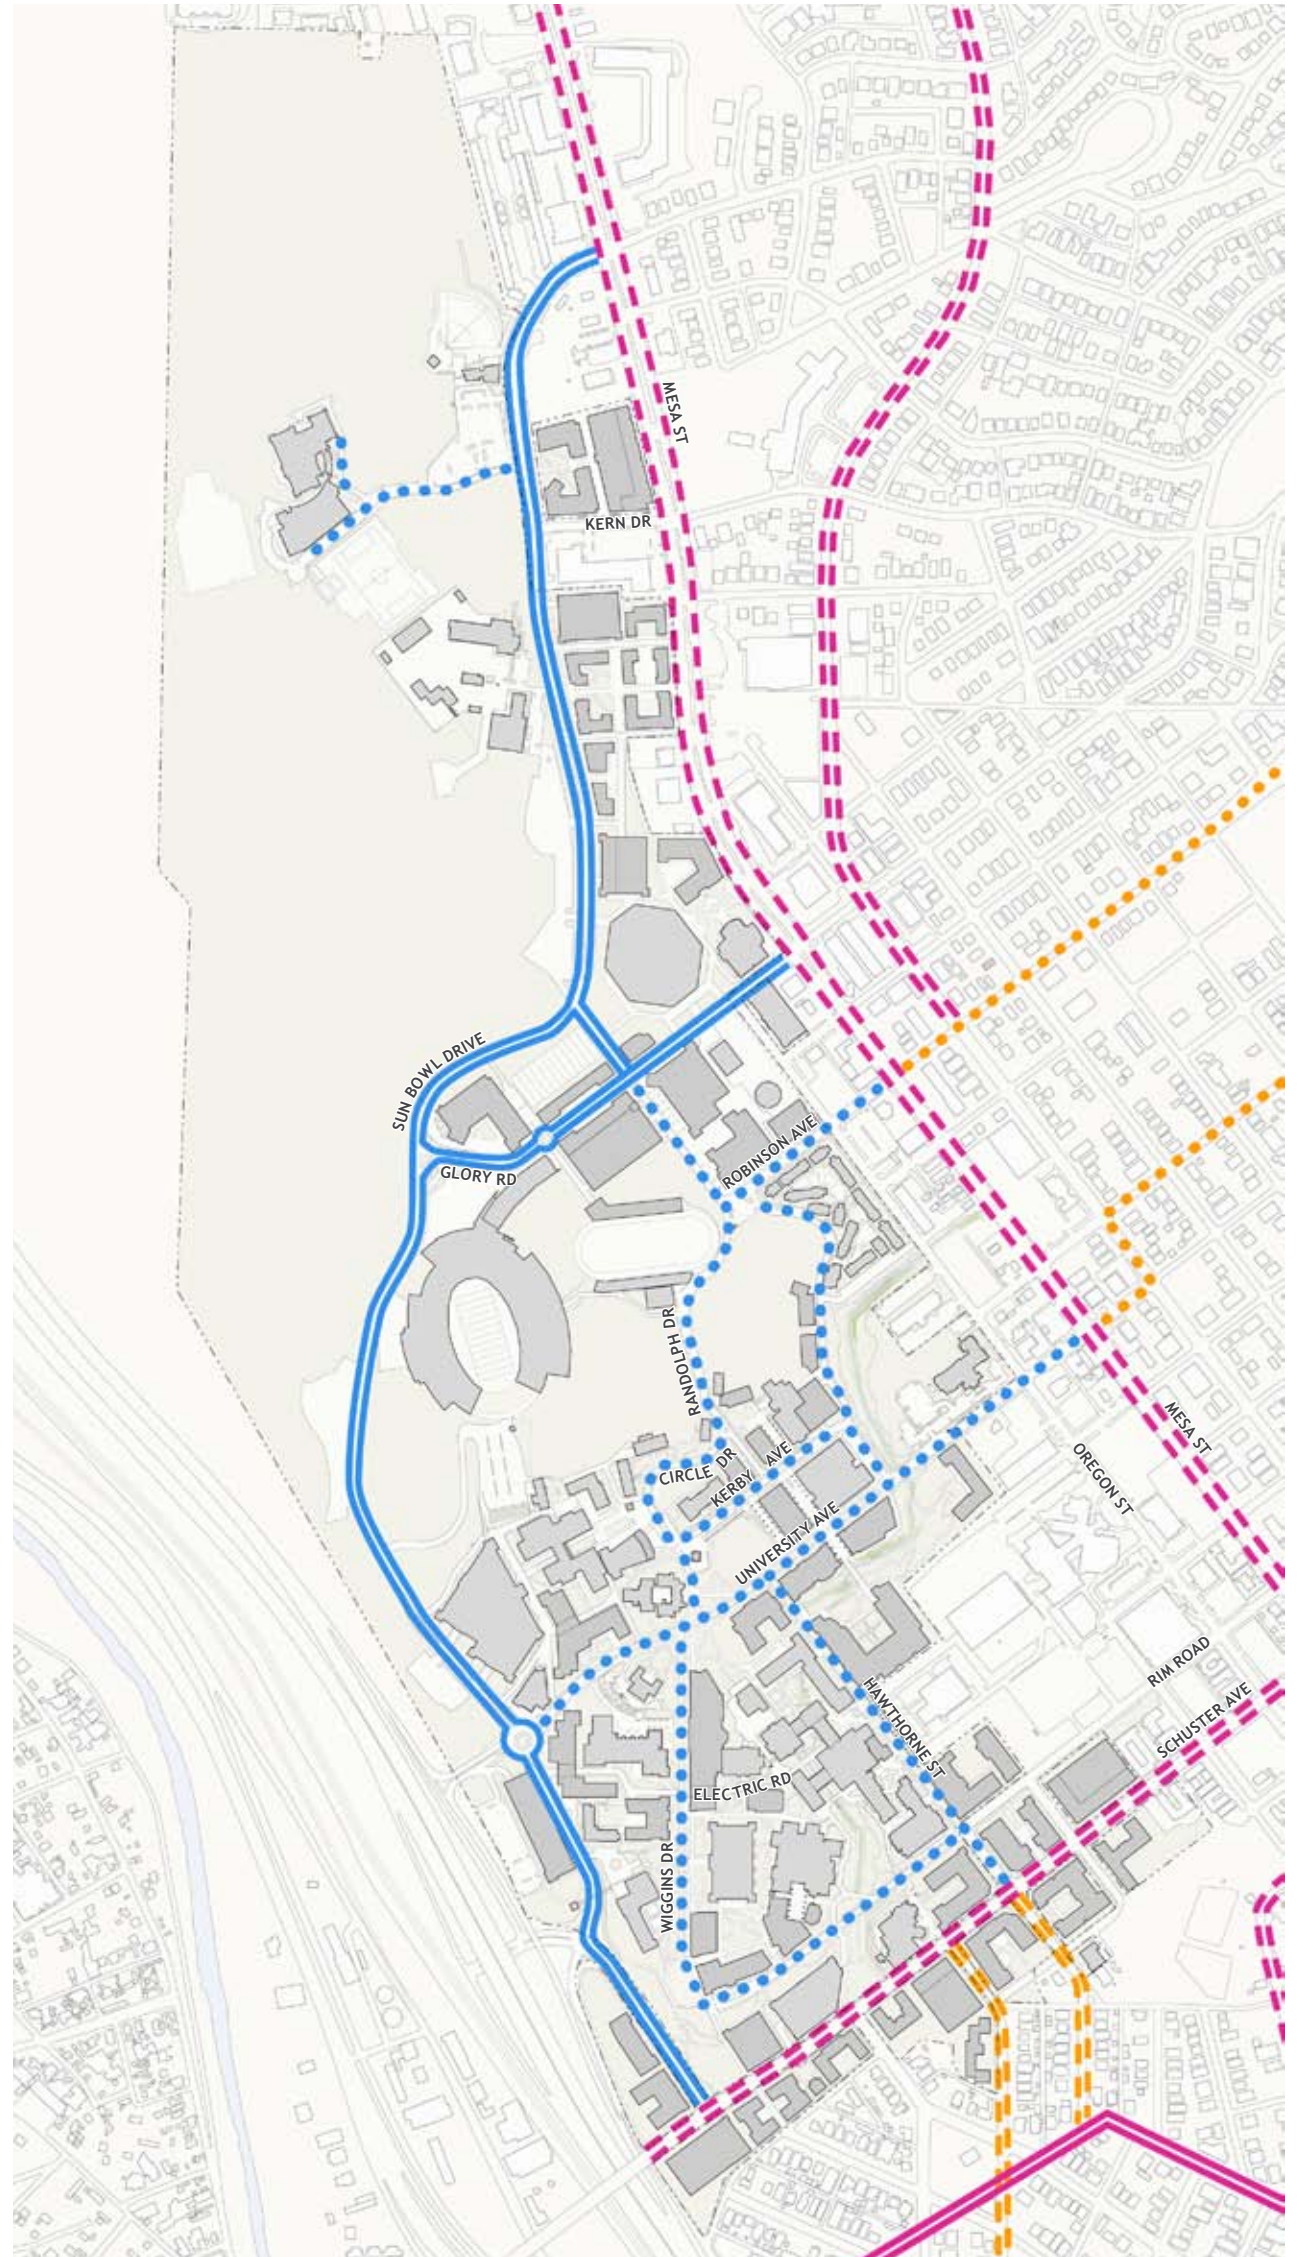 MESA ST
KERN DR
SUN BOWL DRIVE
GLORY RD
ROBINSON AVE
RANDOLPH DR
CIRCLE DR
KERBY AVE
MESA ST
OREGON ST
UNIVERSITY AVE
RIM ROAD
SCHUSTER AVE
HAWTHORNE ST
ELECTRIC RD
WIGGINS DR